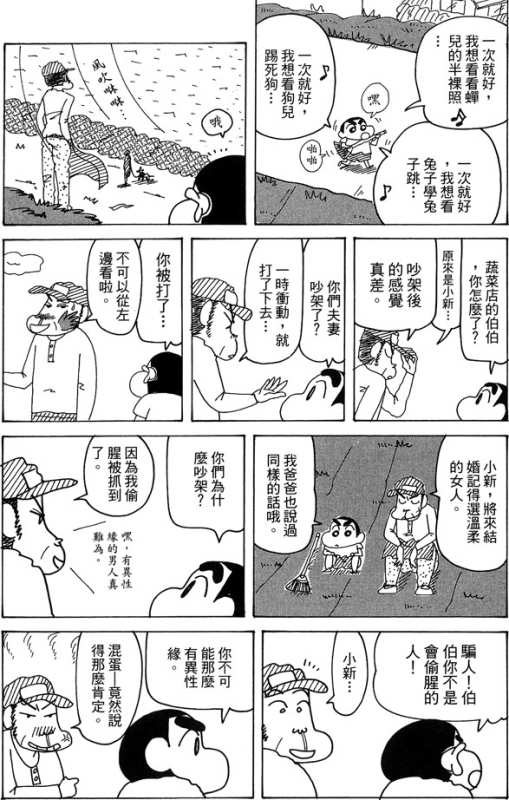 一次就好，
我想看看蟬
兒的半裸照…
一次就好，
我想看狗兒
踢死狗…
嘿
啪啪
一次就好
，我想看
兔子學兔
子跳…
哦
風吹咻咻…
蔬菜店的伯伯
，你怎麼了？
原來是小新…
吵架後
的感覺
真差。
你們夫妻
吵架了？
一時衝動，就
打了下去…
你被打了…
不可以從左
邊看啦。
小新，將來結
婚記得選溫柔
的女人。
我爸爸也說過
同樣的話哦。
你們為什
麼吵架？
因為我偷
腥被抓到
了。
嘿，有異性
緣的男人真
難為。
騙人！伯
伯你不是
會偷腥的
人！
小新…
你不可
能那麼
有異性
緣。
混蛋—竟然說
得那麼肯定。